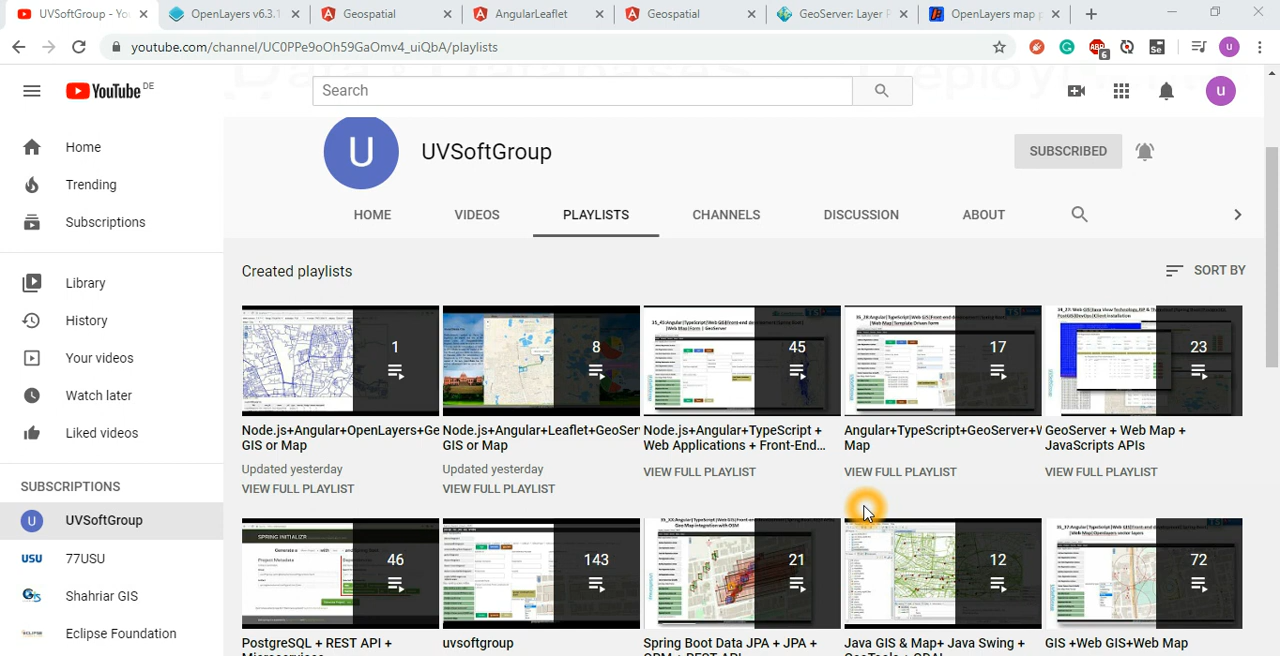 UVSoftGroup - Yo
OpenLayers v6.3.1
Geospatial
AngularLeaflet
Geospatial
GeoServer: Layer P
OpenLayers map p
youtube.com/channel/UC0PPe9oOh59GaOmv4_uiQbA/playlists
6
Se
u
YouTube DE
Search
u
Home
Trending
Subscriptions
Library
History
Your videos
Watch later
Liked videos
SUBSCRIPTIONS
U UVSoftGroup
USU 77USU
Shahriar GIS
Eclipse Foundation
U
UVSoftGroup
SUBSCRIBED
HOME VIDEOS PLAYLISTS CHANNELS DISCUSSION ABOUT
Created playlists
SORT BY
1
8
45
17
23
Node.js+Angular+OpenLayers+Ge
GIS or Map
Updated yesterday
VIEW FULL PLAYLIST
Node.js+Angular+Leaflet+GeoSer
GIS or Map
Updated yesterday
VIEW FULL PLAYLIST
Node.js+Angular+TypeScript +
Web Applications + Front-End...
VIEW FULL PLAYLIST
Angular+TypeScript+GeoServer+W
Map
VIEW FULL PLAYLIST
GeoServer + Web Map +
JavaScripts APIs
VIEW FULL PLAYLIST
SPRING INITIALIZR
46
143
21
12
72
PostgreSQL + REST API +
uvsoftgroup
Spring Boot Data JPA + JPA +
Java GIS & Map+ Java Swing +
GIS +Web GIS+Web Map